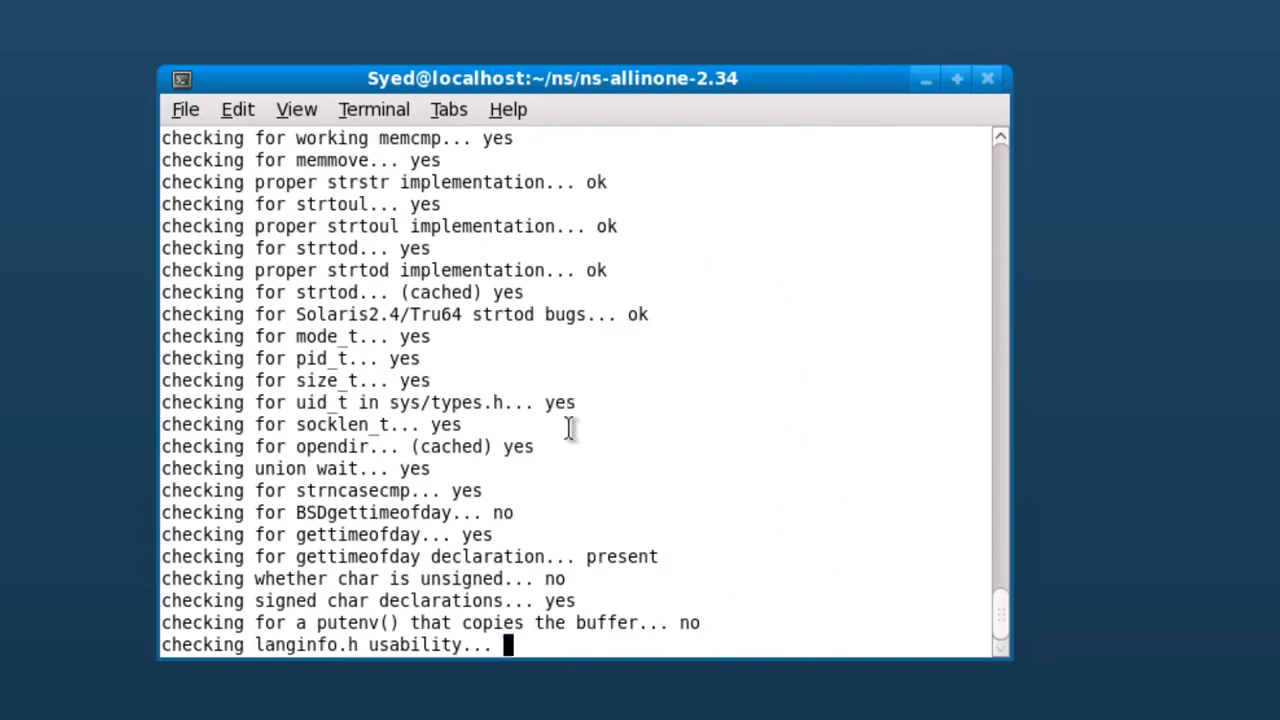 Syed@localhost:~/ns/ns-allinone-2.34
File Edit View Terminal Tabs Help
checking for working memcmp... yes
checking for memmove... yes
checking proper strstr implementation... ok
checking for strtoul... yes
checking proper strtoul implementation... ok
checking for strtod... yes
checking proper strtod implementation... ok
checking for strtod... (cached) yes
checking for Solaris2.4/Tru64 strtod bugs... ok
checking for mode_t... yes
checking for pid_t... yes
checking for size_t... yes
checking for uid_t in sys/types.h... yes
checking for socklen_t... yes
checking for opendir... (cached) yes
checking union wait... yes
checking for strncasecmp... yes
checking for BSDgettimeofday... no
checking for gettimeofday... yes
checking for gettimeofday declaration... present
checking whether char is unsigned... no
checking signed char declarations... yes
checking for a putenv() that copies the buffer... no
checking langinfo.h usability...